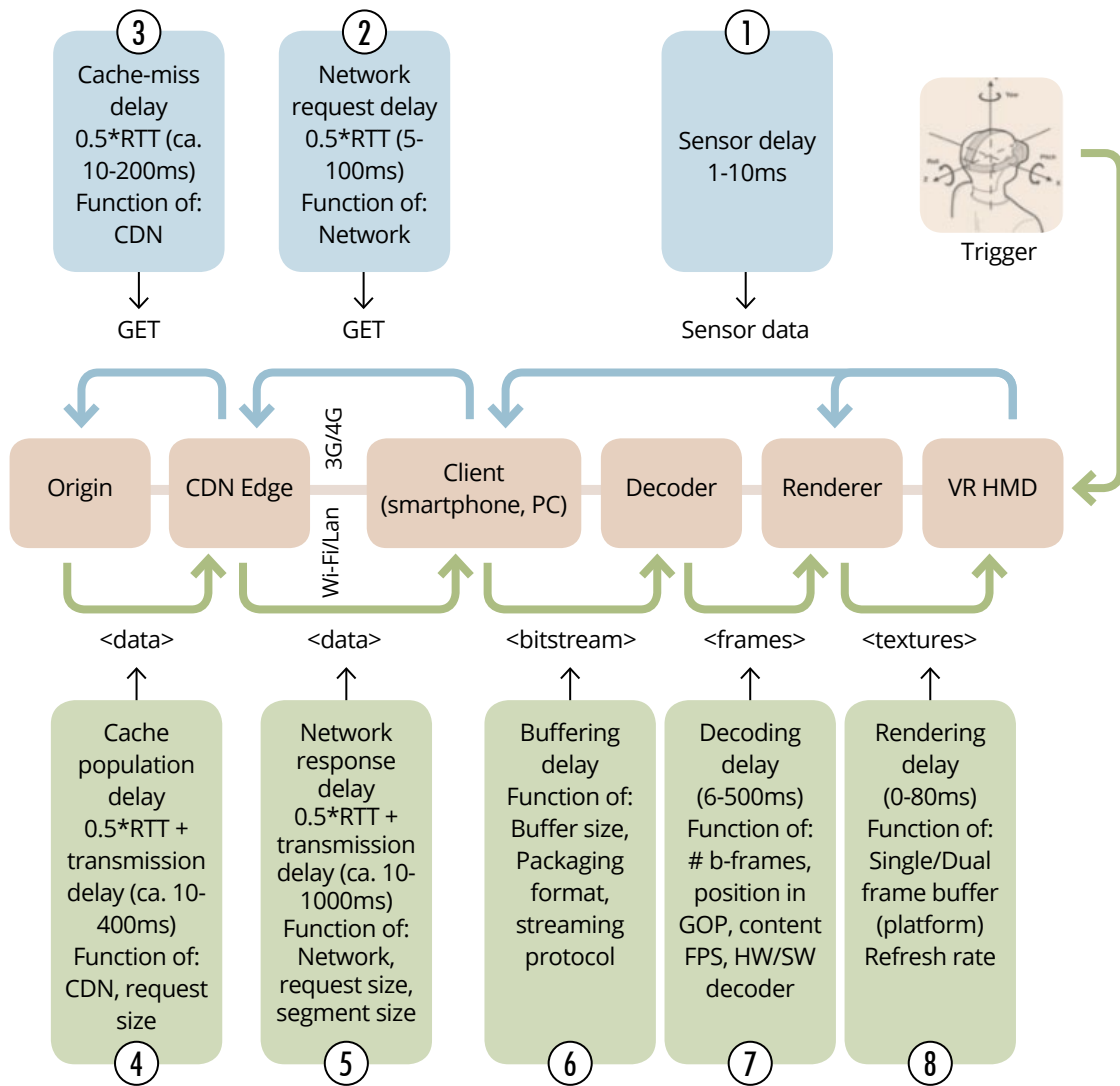 3
Cache-miss
delay
0.5*RTT (ca.
10-200ms)
Function of:
CDN
GET
2
Network
request delay
0.5*RTT (5-
100ms)
Function of:
Network
GET
1
Sensor delay
1-10ms
Sensor data
Yaw
Roll
Pitch
Z
X
Trigger
Origin
CDN Edge
3G/4G
Wi-Fi/Lan
Client
(smartphone, PC)
Decoder
Renderer
VR HMD
<data>
<data>
<bitstream>
<frames>
<textures>
Cache
population
delay
0.5*RTT +
transmission
delay (ca. 10-
400ms)
Function of:
CDN, request
size
4
Network
response
delay
0.5*RTT +
transmission
delay (ca. 10-
1000ms)
Function of:
Network,
request size,
segment size
5
Buffering
delay
Function of:
Buffer size,
Packaging
format,
streaming
protocol
6
Decoding
delay
(6-500ms)
Function of:
# b-frames,
position in
GOP, content
FPS, HW/SW
decoder
7
Rendering
delay
(0-80ms)
Function of:
Single/Dual
frame buffer
(platform)
Refresh rate
8